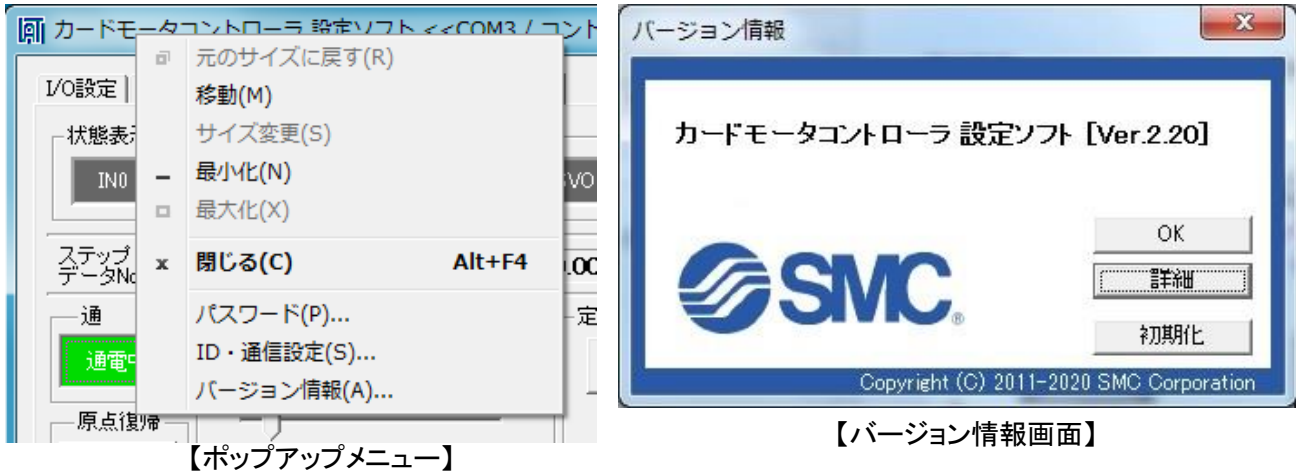 カードモータコントローラ 設定ソフト <<COM3 / コント
元のサイズに戻す(R)
I/O設定
移動(M)
状態表示
サイズ変更(S)
IN0
最小化(N)
SVO
最大化(X)
ステップ
データNo
閉じる(C) Alt+F4
0.00
通
パスワード(P)...
定
通電中
ID・通信設定(S)...
バージョン情報(A)...
原点復帰
【ポップアップメニュー】
バージョン情報
カードモータコントローラ 設定ソフト [Ver.2.20]
OK
SMC®
詳細
初期化
Copyright (C) 2011-2020 SMC Corporation
【バージョン情報画面】